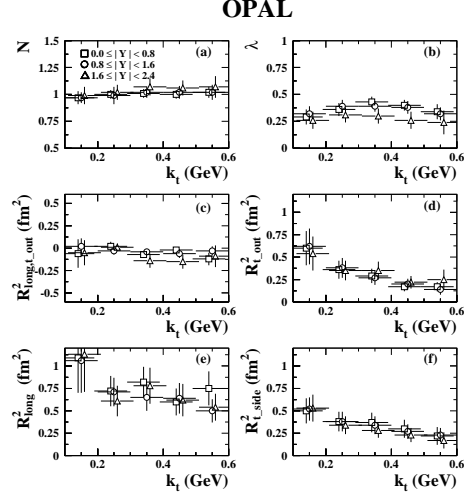 OPAL
N
1.5
1.25
1
0.75
0.5
(a)
0.0 ≤ | Y | < 0.8
0.8 ≤ | Y | < 1.6
1.6 ≤ | Y | < 2.4
0.2 0.4 0.6
k_t (GeV)
λ
1
0.75
0.5
0.25
0
(b)
0.2 0.4 0.6
k_t (GeV)
R²_long,t_out (fm²)
0.5
0.25
0
-0.25
-0.5
(c)
0.2 0.4 0.6
k_t (GeV)
R²_t_out (fm²)
1
0.75
0.5
0.25
0
(d)
0.2 0.4 0.6
k_t (GeV)
R²_long (fm²)
1
0.75
0.5
0.25
0
(e)
0.2 0.4 0.6
k_t (GeV)
R²_t_side (fm²)
1
0.75
0.5
0.25
0
(f)
0.2 0.4 0.6
k_t (GeV)